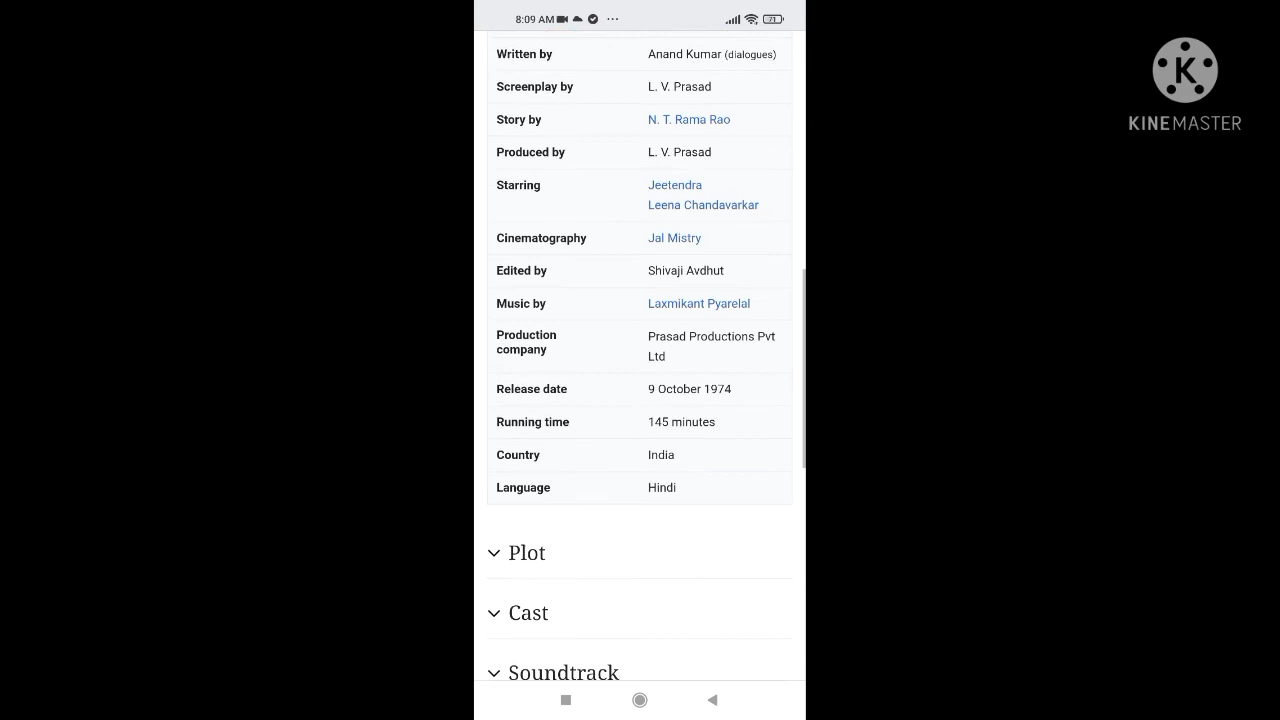 8:09 AM
71
Written by Anand Kumar (dialogues)
Screenplay by L. V. Prasad
Story by N. T. Rama Rao
Produced by L. V. Prasad
Starring Jeetendra
Leena Chandavarkar
Cinematography Jal Mistry
Edited by Shivaji Avdhut
Music by Laxmikant Pyarelal
Production company Prasad Productions Pvt Ltd
Release date 9 October 1974
Running time 145 minutes
Country India
Language Hindi
Plot
Cast
Soundtrack
K
KINEMASTER